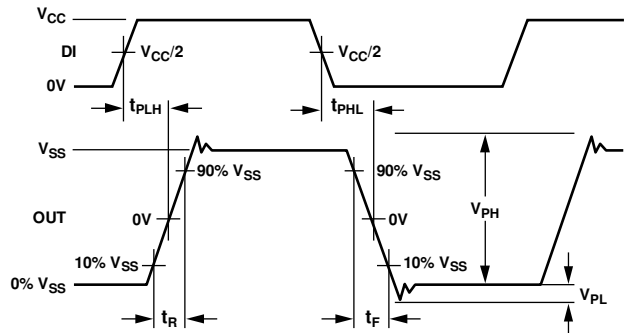 VCC
DI
VCC/2
VCC/2
0V
tPLH
tPHL
VSS
90% VSS
90% VSS
VPH
OUT
0V
0V
10% VSS
10% VSS
0% VSS
VPL
tR
tF